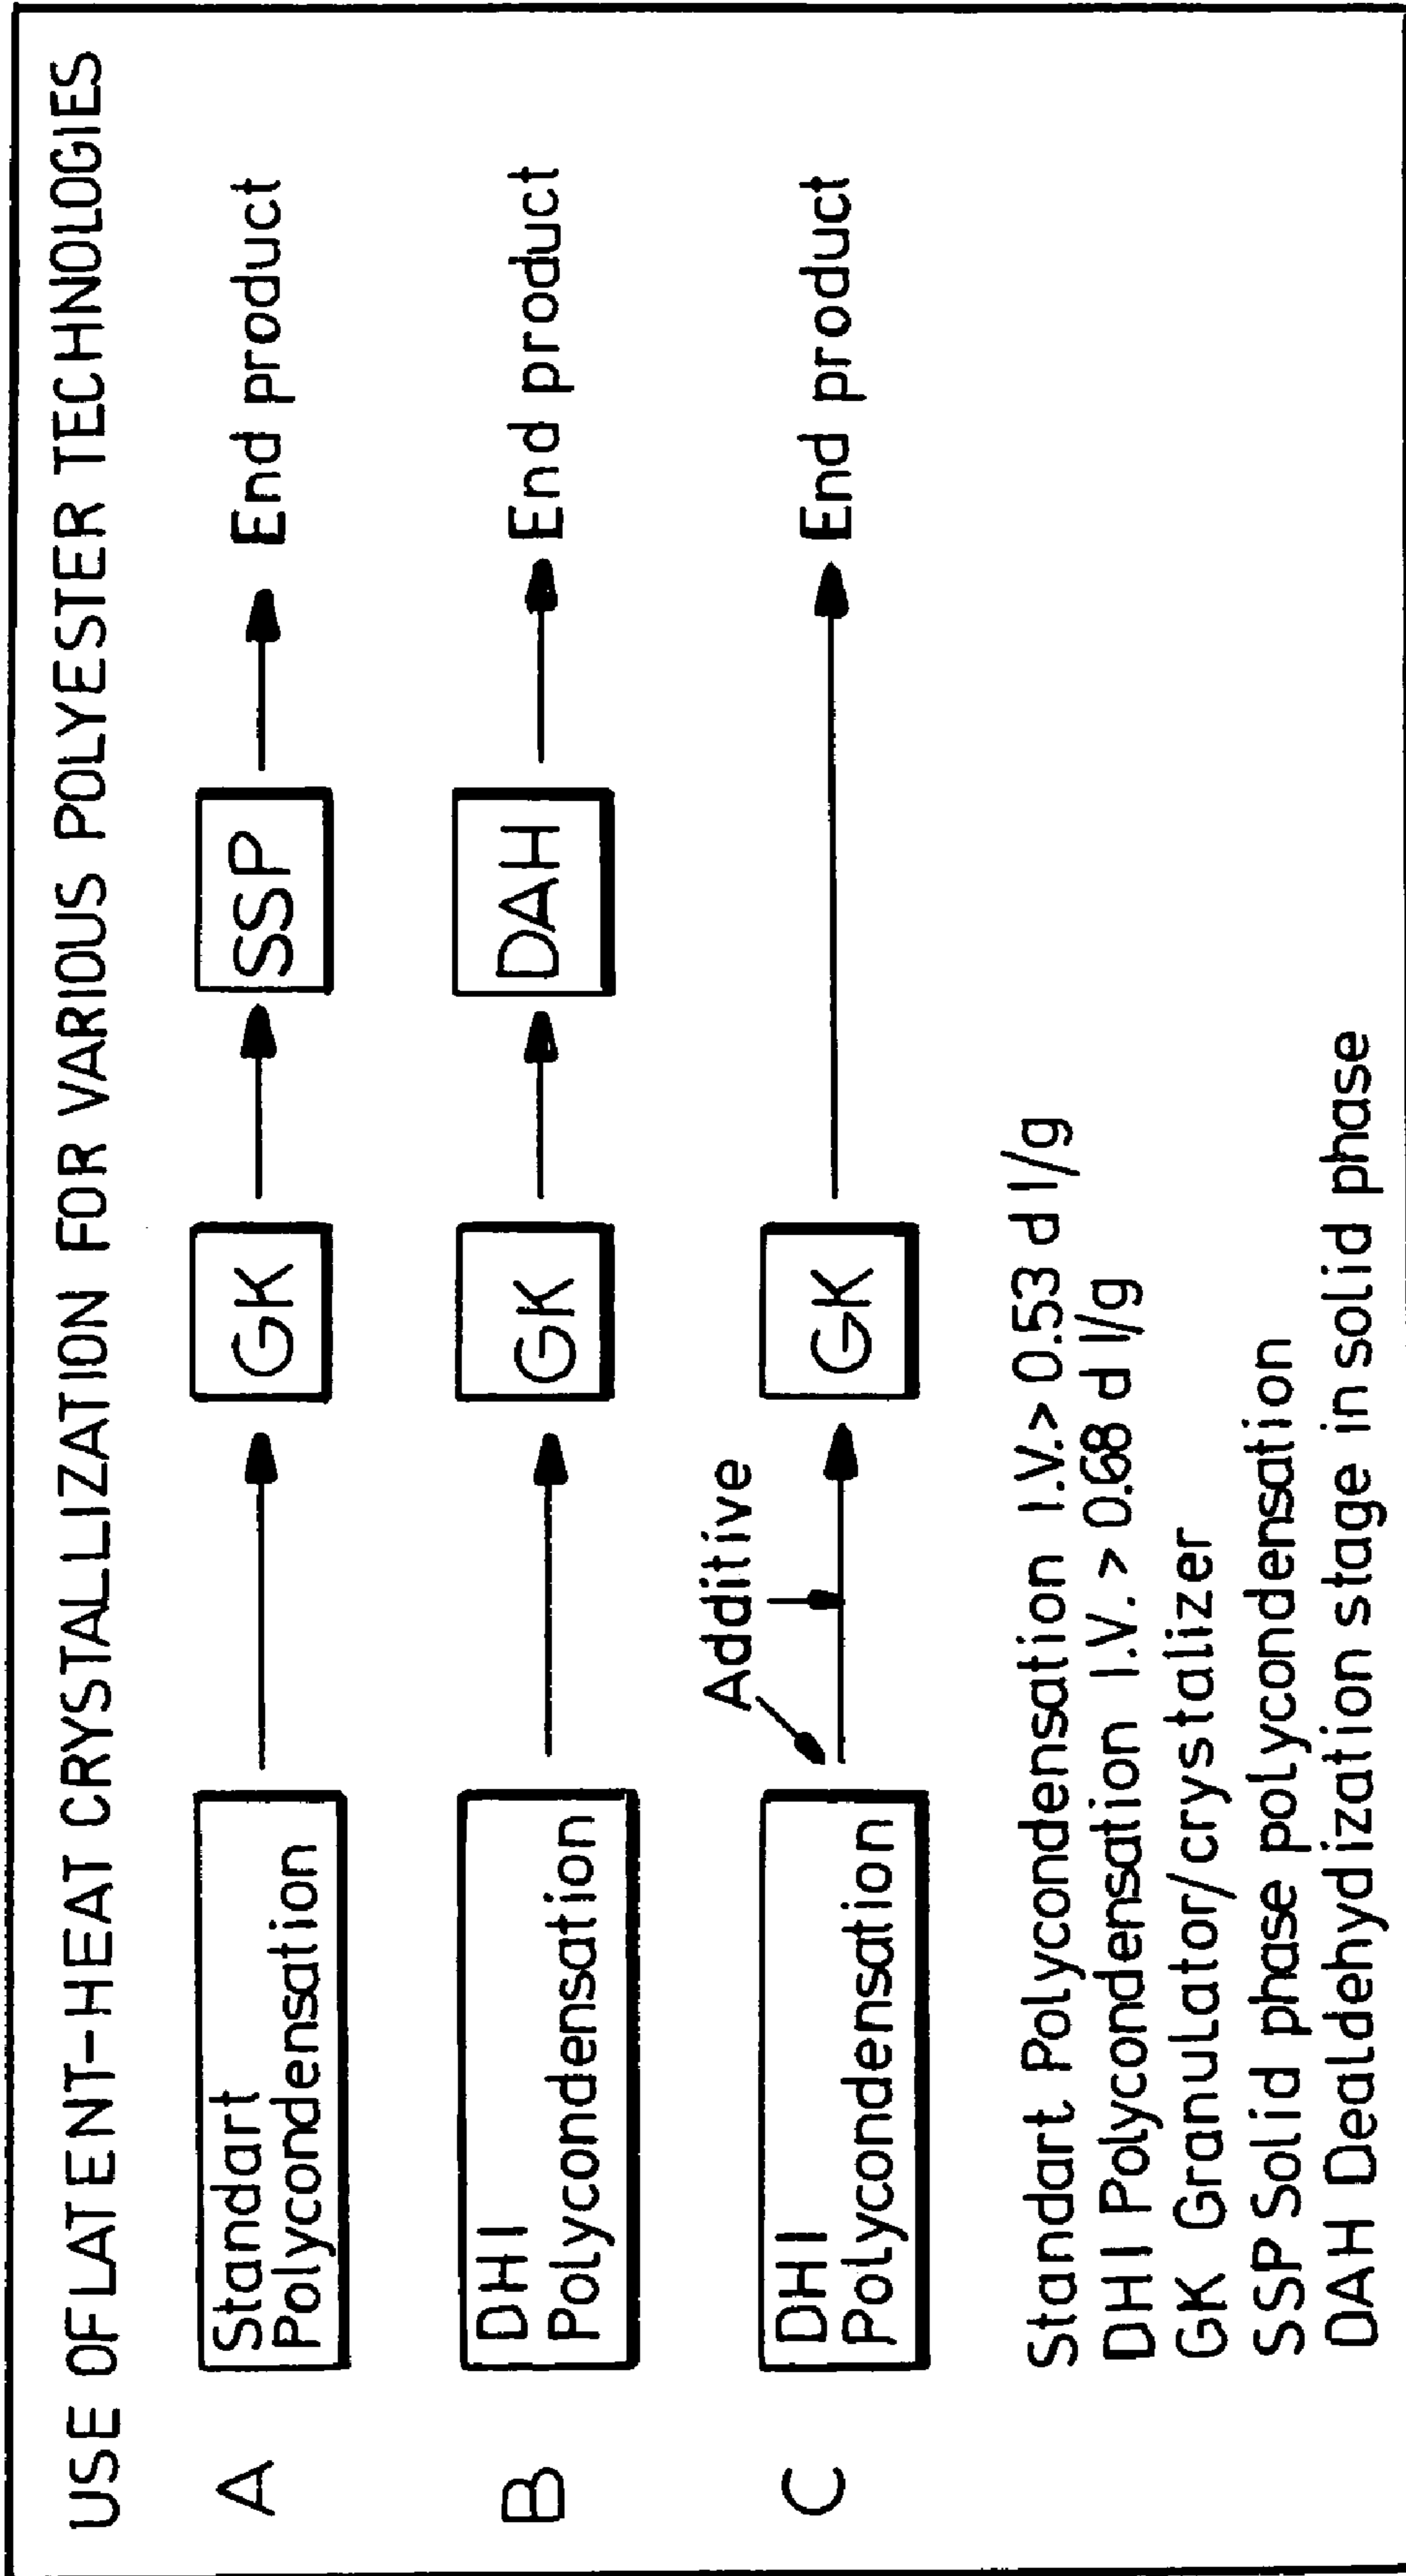 USE OF LATENT-HEAT CRYSTALLIZATION FOR VARIOUS POLYESTER TECHNOLOGIES
A
Standart
Polycondensation
GK
SSP
End product
B
DHI
Polycondensation
GK
DAH
End product
C
DHI
Polycondensation
Additive
GK
End product
Standart Polycondensation I.V.> 0.53 d l/g
DHI Polycondensation I.V. > 0.68 d l/g
GK Granulator/crystalizer
SSP Solid phase polycondensation
DAH Dealdehydization stage in solid phase